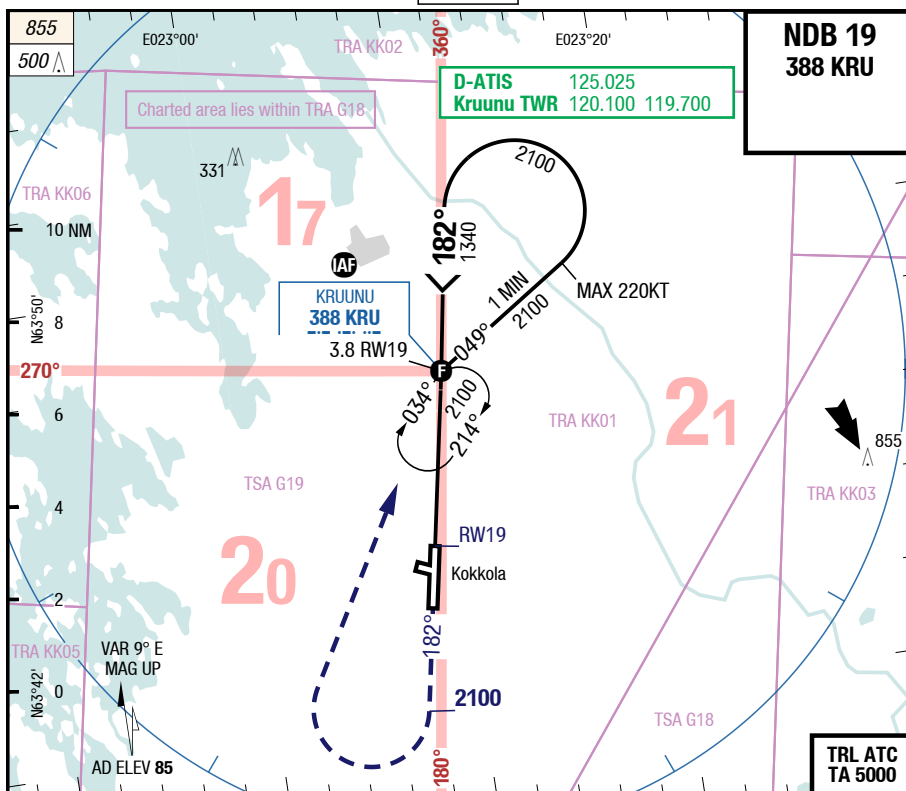 855
500
E023°00'
TRA KK02
360°
E023°20'
NDB 19
388 KRU
D-ATIS 125.025
Kruunu TWR 120.100 119.700
Charted area lies within TRA G18
331
TRA KK06
17
2100
182°
1340
10 NM
IAF
KRUUNU
388 KRU
1 MIN
2100
MAX 220KT
N63°50'
8
049°
3.8 RW19
F
270°
034°
2100
214°
6
TRA KK01
21
855
TSA G19
TRA KK03
4
RW19
20
Kokkola
2
182°
TRA KK05
VAR 9° E
MAG UP
N63°42'
0
2100
TSA G18
AD ELEV 85
180°
TRL ATC
TA 5000